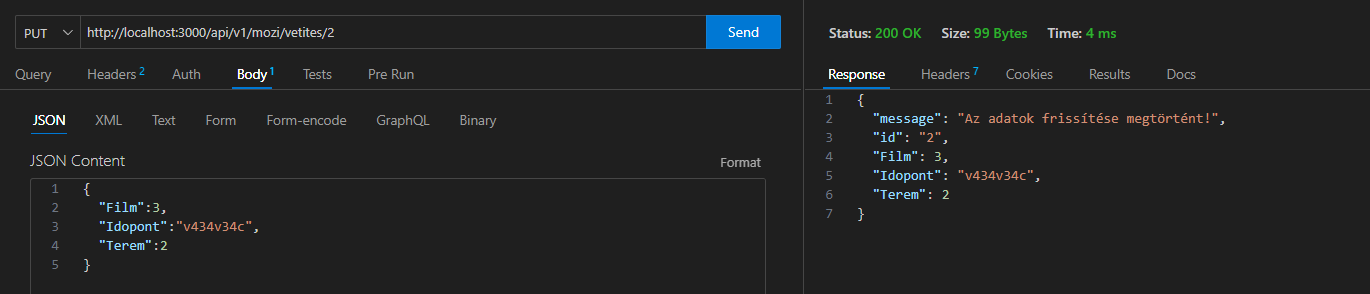 PUT http://localhost:3000/api/v1/mozi/vetites/2 Send
Query Headers 2 Auth Body 1 Tests Pre Run
JSON XML Text Form Form-encode GraphQL Binary
JSON Content Format
1 {
2 "Film":3,
3 "Idopont":"v434v34c",
4 "Terem":2
5 }
Status: 200 OK Size: 99 Bytes Time: 4 ms
Response Headers 7 Cookies Results Docs
1 {
2 "message": "Az adatok frissítése megtörtént!",
3 "id": "2",
4 "Film": 3,
5 "Idopont": "v434v34c",
6 "Terem": 2
7 }